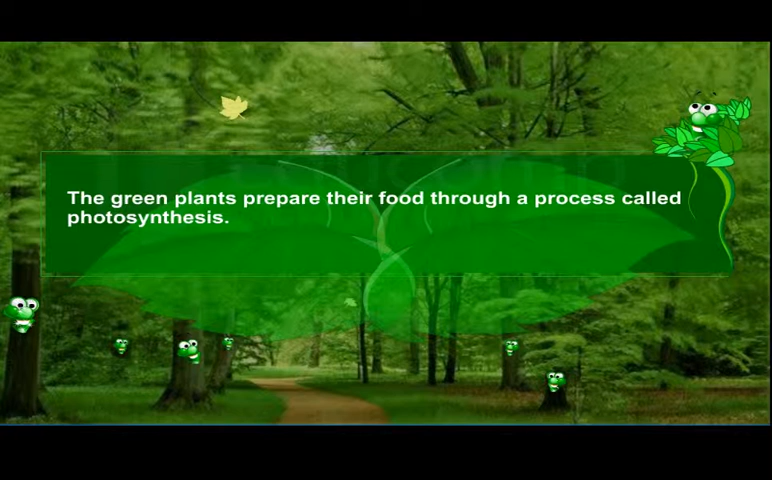 The green plants prepare their food through a process called
photosynthesis.